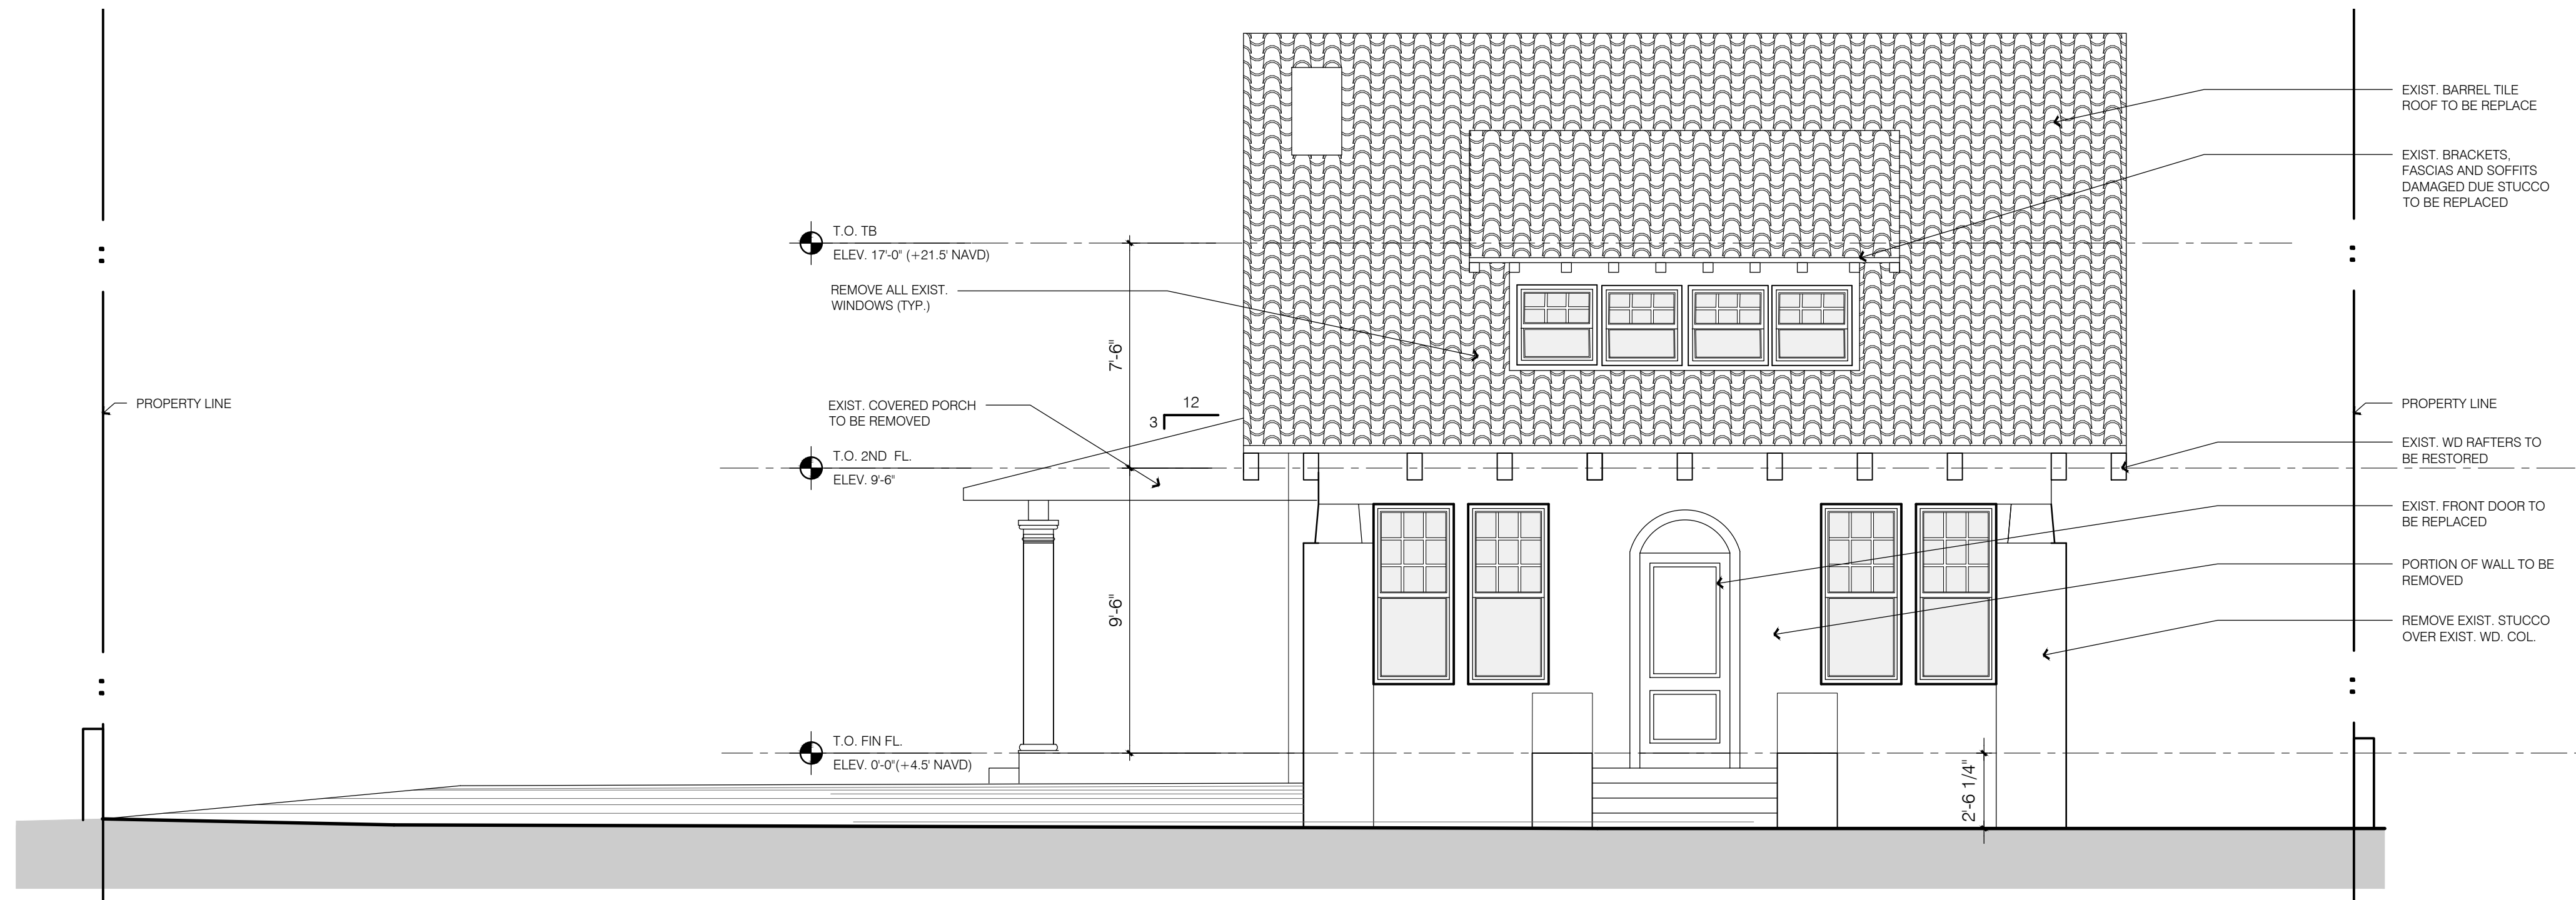 EXIST. BARREL TILE
ROOF TO BE REPLACE
EXIST. BRACKETS,
FASCIAS AND SOFFITS
DAMAGED DUE STUCCO
TO BE REPLACED
T.O. TB
ELEV. 17'-0" (+21.5' NAVD)
REMOVE ALL EXIST.
WINDOWS (TYP.)
7'-6"
PROPERTY LINE
EXIST. COVERED PORCH
TO BE REMOVED
12
3
PROPERTY LINE
EXIST. WD RAFTERS TO
BE RESTORED
T.O. 2ND FL.
ELEV. 9'-6"
EXIST. FRONT DOOR TO
BE REPLACED
PORTION OF WALL TO BE
REMOVED
9'-6"
REMOVE EXIST. STUCCO
OVER EXIST. WD. COL.
T.O. FIN FL.
ELEV. 0'-0"(+4.5' NAVD)
2'-6 1/4"